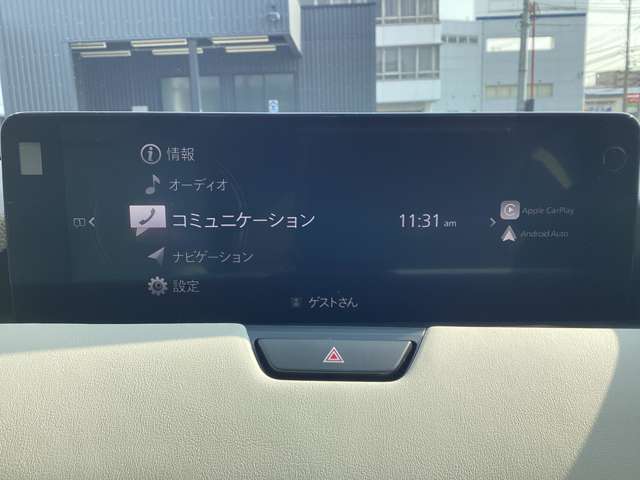 情報
オーディオ
コミュニケーション
11:31 am
Apple CarPlay
Android Auto
ナビゲーション
設定
ゲストさん